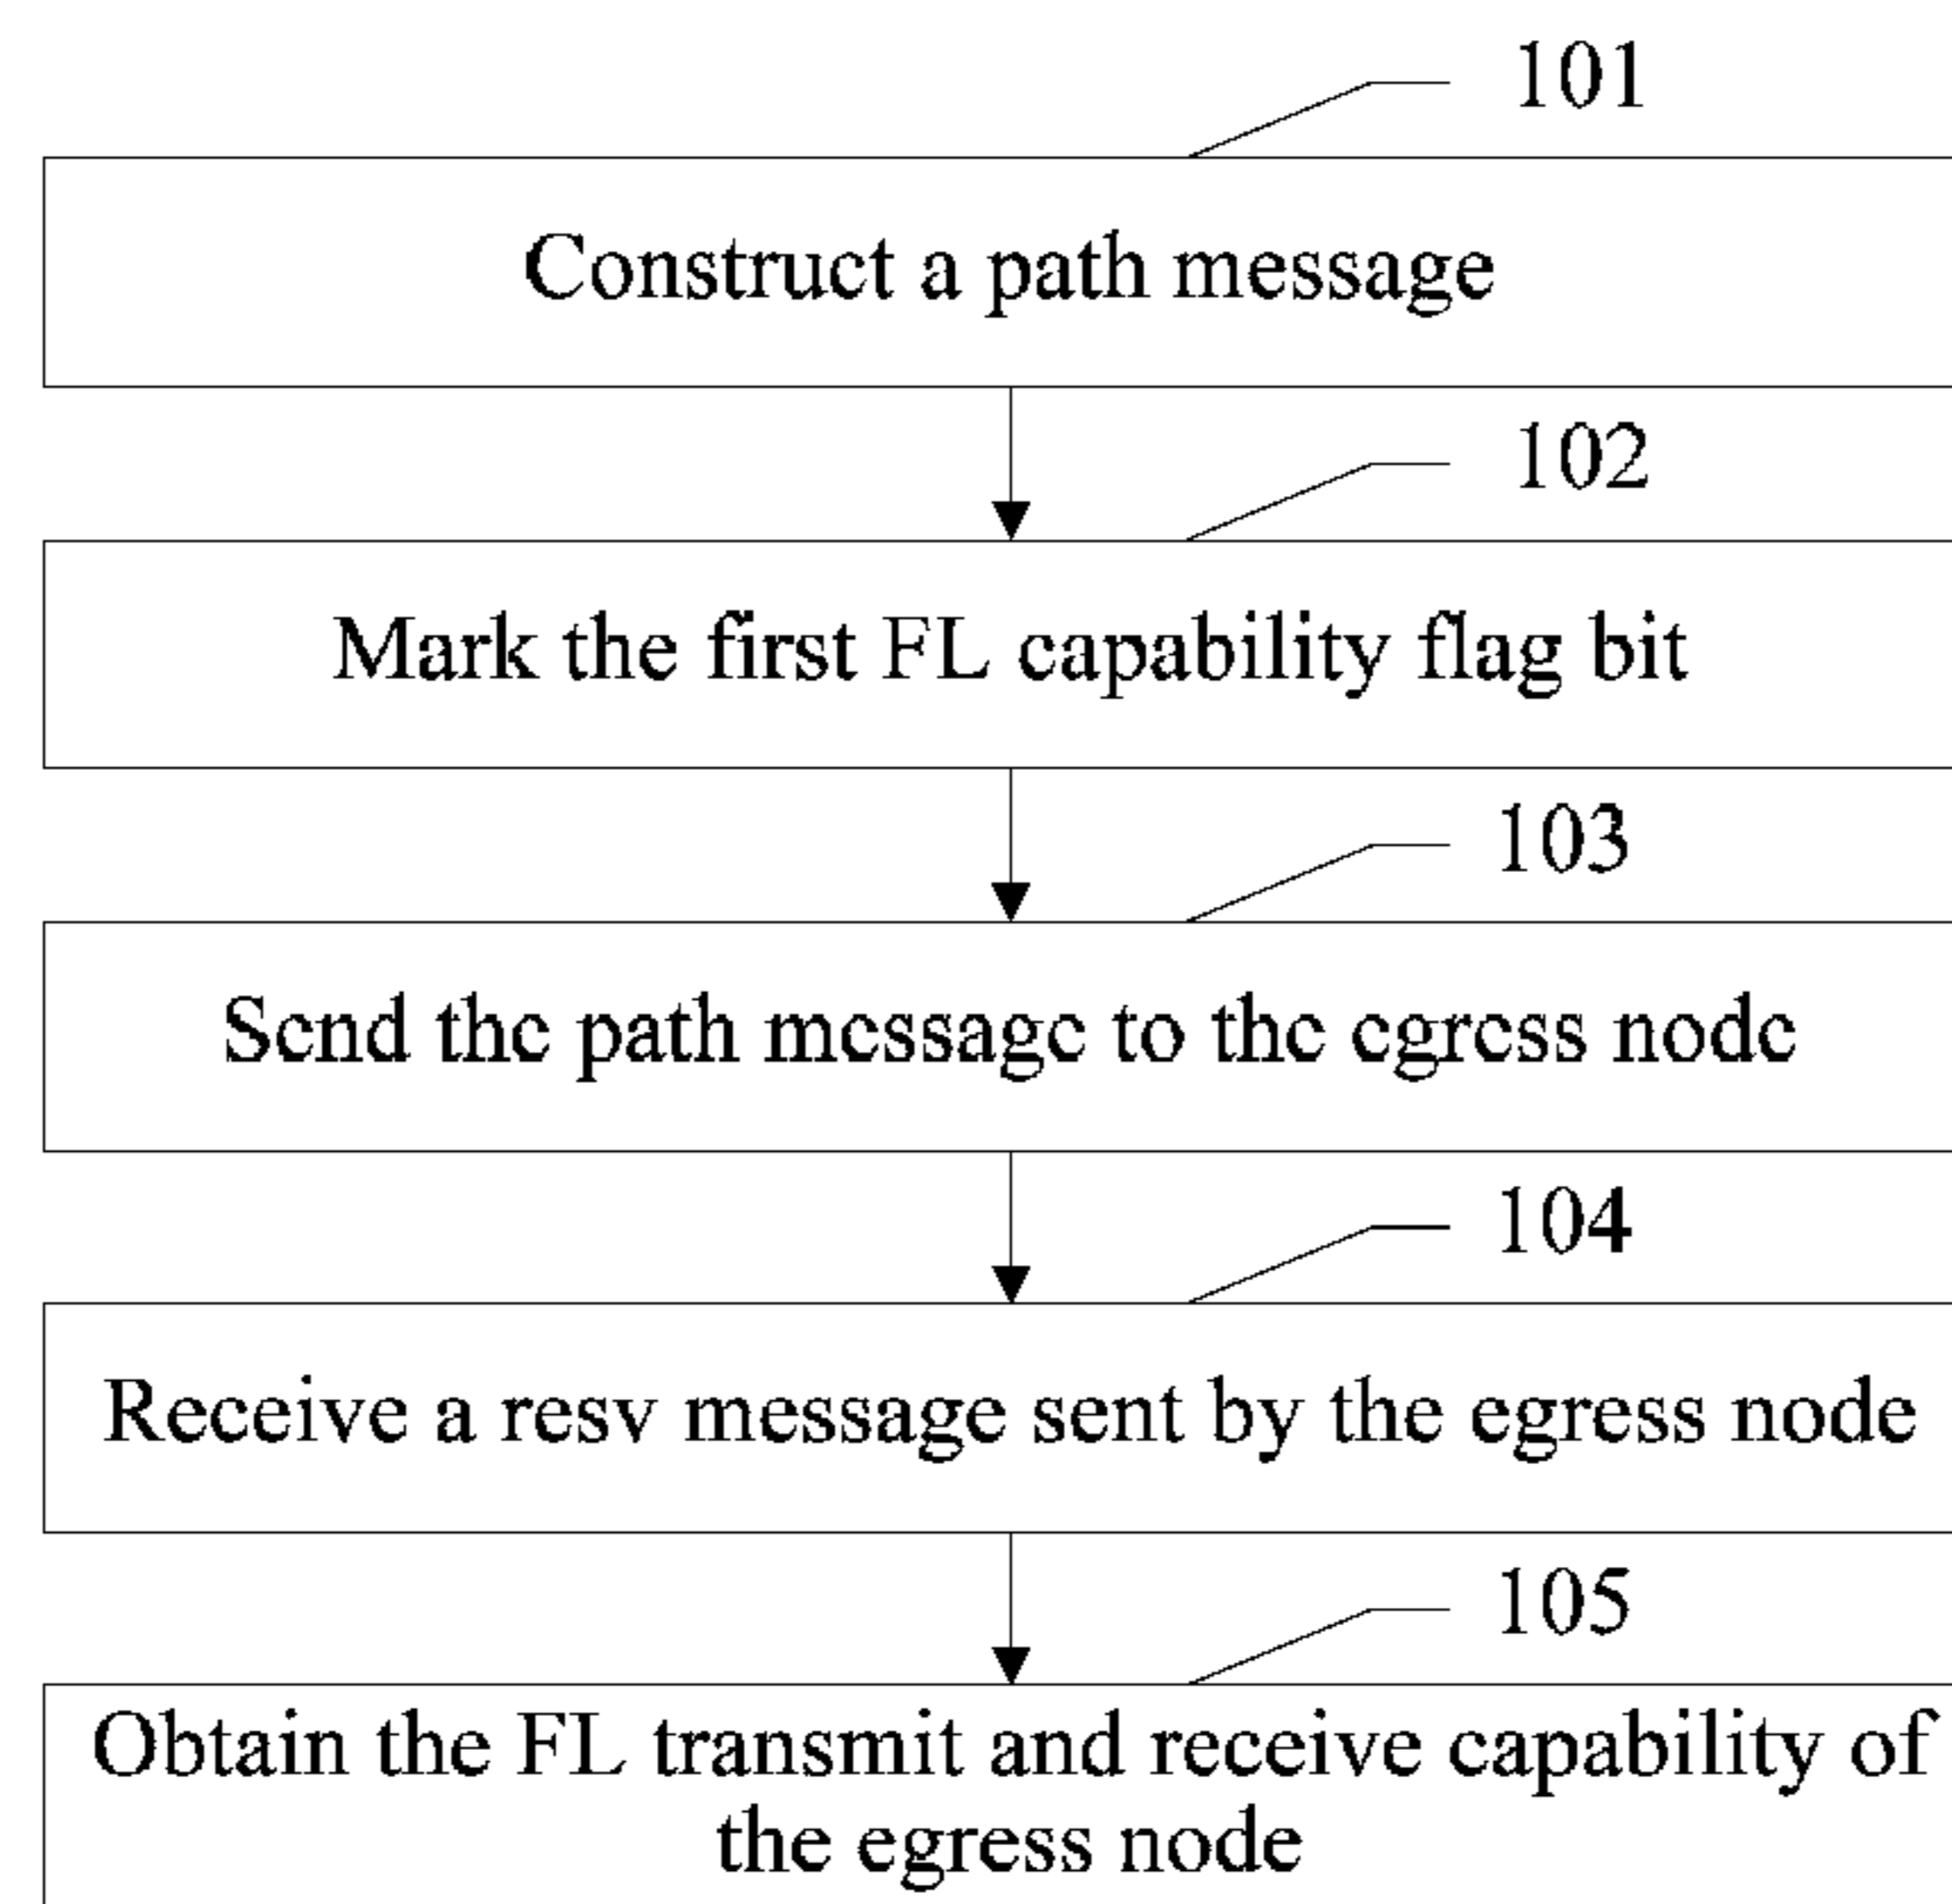 101
Construct a path message
102
Mark the first FL capability flag bit
103
Send the path message to the egress node
104
Receive a resv message sent by the egress node
105
Obtain the FL transmit and receive capability of
the egress node